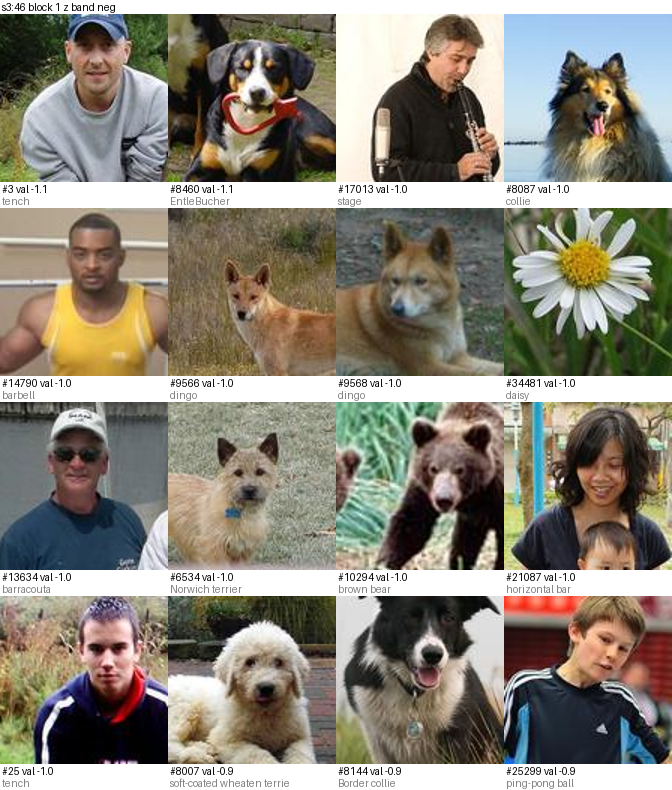 s3:46 block 1 z band neg
#3 val -1.1
tench
#8460 val -1.1
EntleBucher
#17013 val -1.0
stage
#8087 val -1.0
collie
#14790 val -1.0
barbell
#9566 val -1.0
dingo
#9568 val -1.0
dingo
#34481 val -1.0
daisy
#13634 val -1.0
barracouta
#6534 val -1.0
Norwich terrier
#10294 val -1.0
brown bear
#21087 val -1.0
horizontal bar
#25 val -1.0
tench
#8007 val -0.9
soft-coated wheaten terrie
#8144 val -0.9
Border collie
#25299 val -0.9
ping-pong ball
adidas